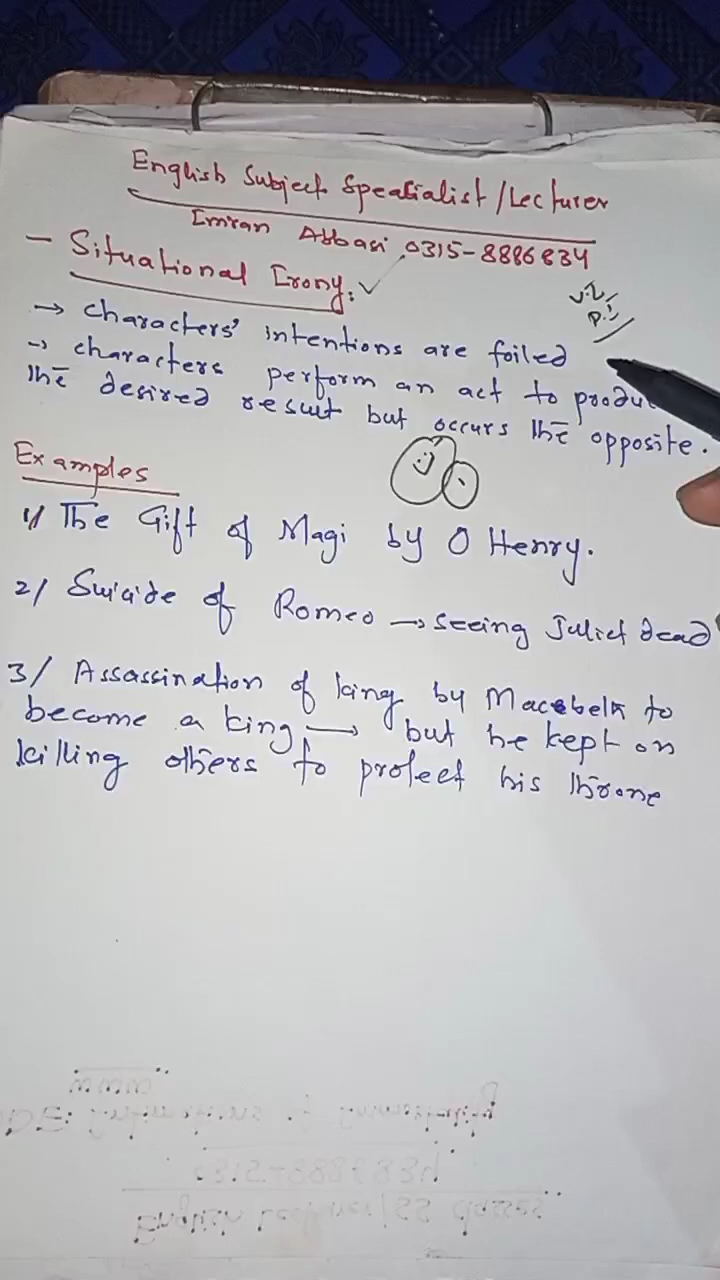 English Subject Specialist/Lecturer
Imran Abbasi 0315-8886834
- Situational Irony:
→ characters' intentions are foiled
→ characters perform an act to produ
the desired result but occurs the opposite.
Examples
1/ The Gift of Magi by O Henry.
2/ Suicide of Romeo → seeing Juliet dead
3/ Assassination of king by Macebeth to
become a king → but he kept on
killing others to protect his throne